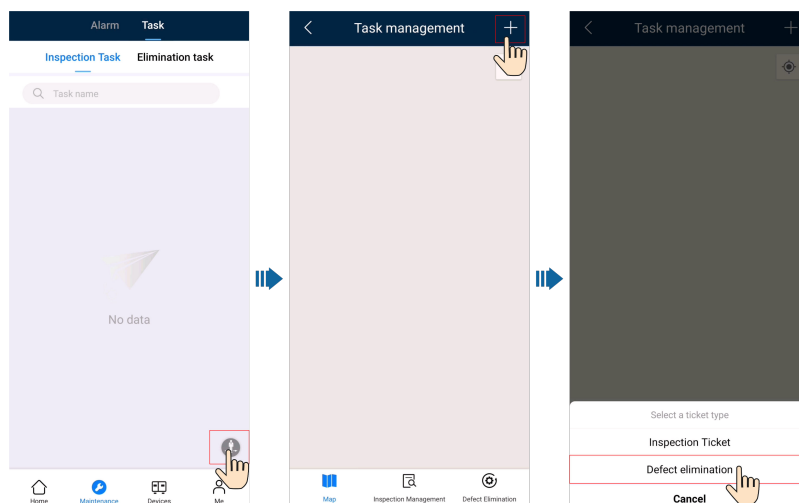 Alarm Task
Inspection Task Elimination task
Task name
No data
Home Maintenance Devices Me
Task management
Map Inspection Management Defect Elimination
Task management
Select a ticket type
Inspection Ticket
Defect elimination
Cancel